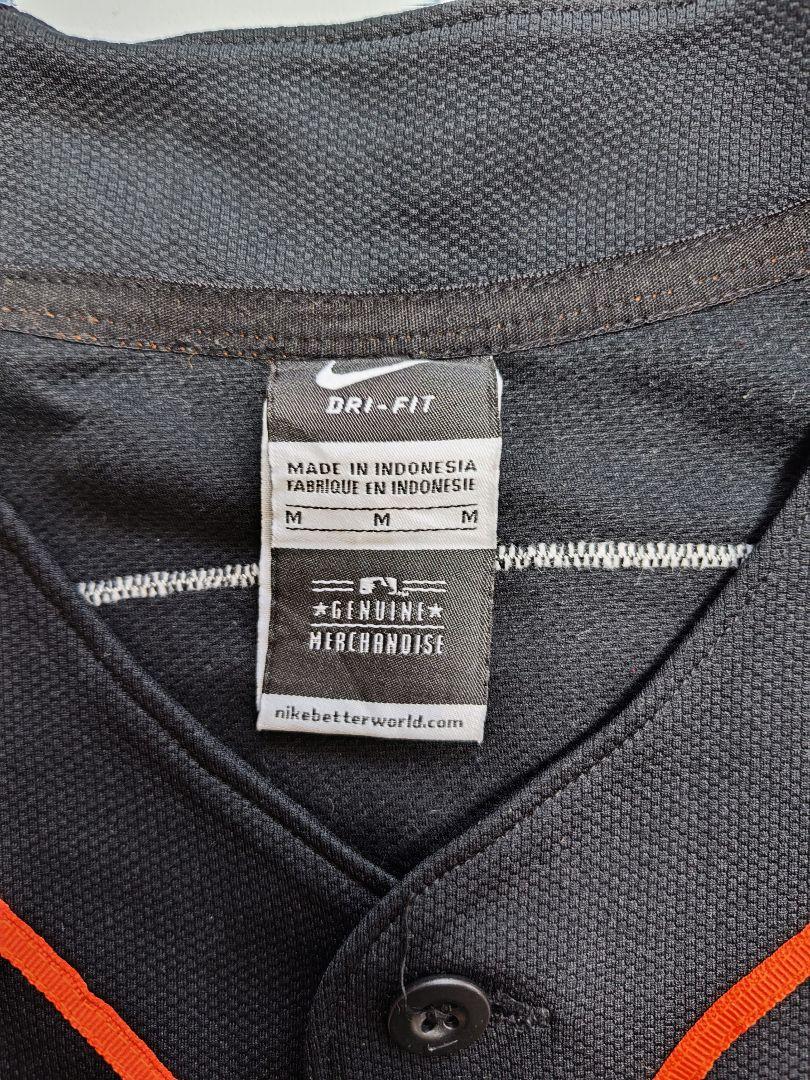 DRI-FIT
MADE IN INDONESIA
FABRIQUE EN INDONESIE
M M M
★GENUINE★
MERCHANDISE
nikebetterworld.com